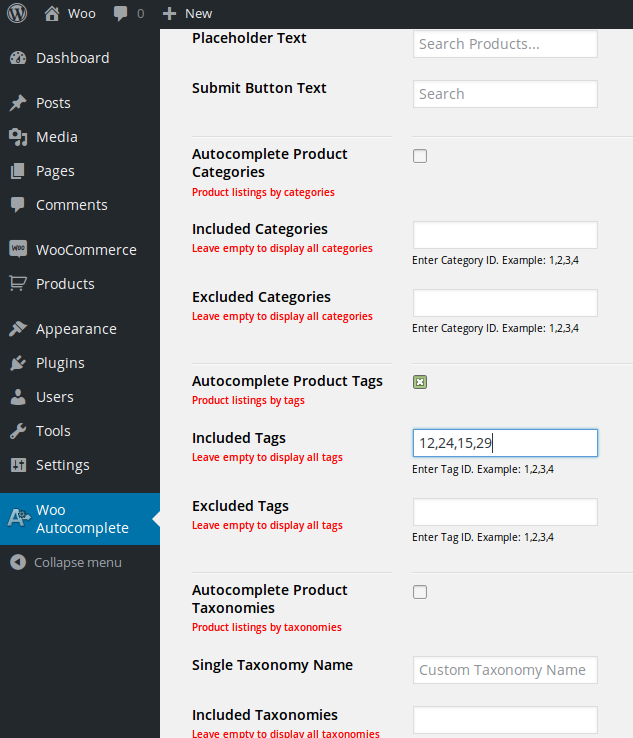 Woo 0 New
Dashboard
Posts
Media
Pages
Comments
WOO WooCommerce
Products
Appearance
Plugins
Users
Tools
Settings
Woo
Autocomplete
Collapse menu
Placeholder Text
Search Products...
Submit Button Text
Search
Autocomplete Product
Categories
Product listings by categories
Included Categories
Leave empty to display all categories
Enter Category ID. Example: 1,2,3,4
Excluded Categories
Leave empty to display all categories
Enter Category ID. Example: 1,2,3,4
Autocomplete Product Tags
Product listings by tags
Included Tags
12,24,15,29
Leave empty to display all tags
Enter Tag ID. Example: 1,2,3,4
Excluded Tags
Leave empty to display all tags
Enter Tag ID. Example: 1,2,3,4
Autocomplete Product
Taxonomies
Product listings by taxonomies
Single Taxonomy Name
Custom Taxonomy Name
Included Taxonomies
Leave empty to display all taxonomies